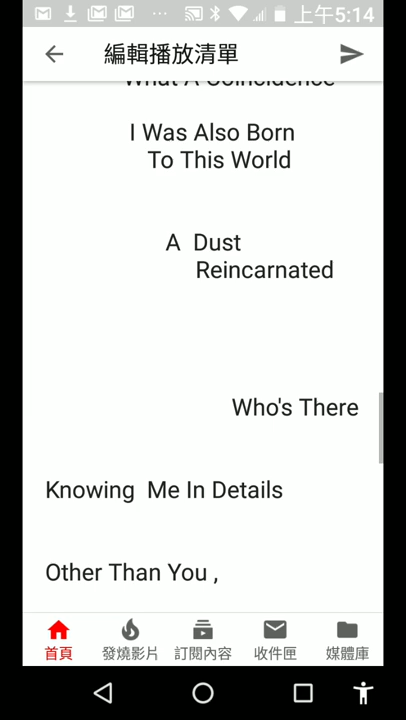 上午5:14
編輯播放清單
What A Coincidence
I Was Also Born
To This World
A Dust
Reincarnated
Who's There
Knowing Me In Details
Other Than You ,
首頁 發燒影片 訂閱內容 收件匣 媒體庫